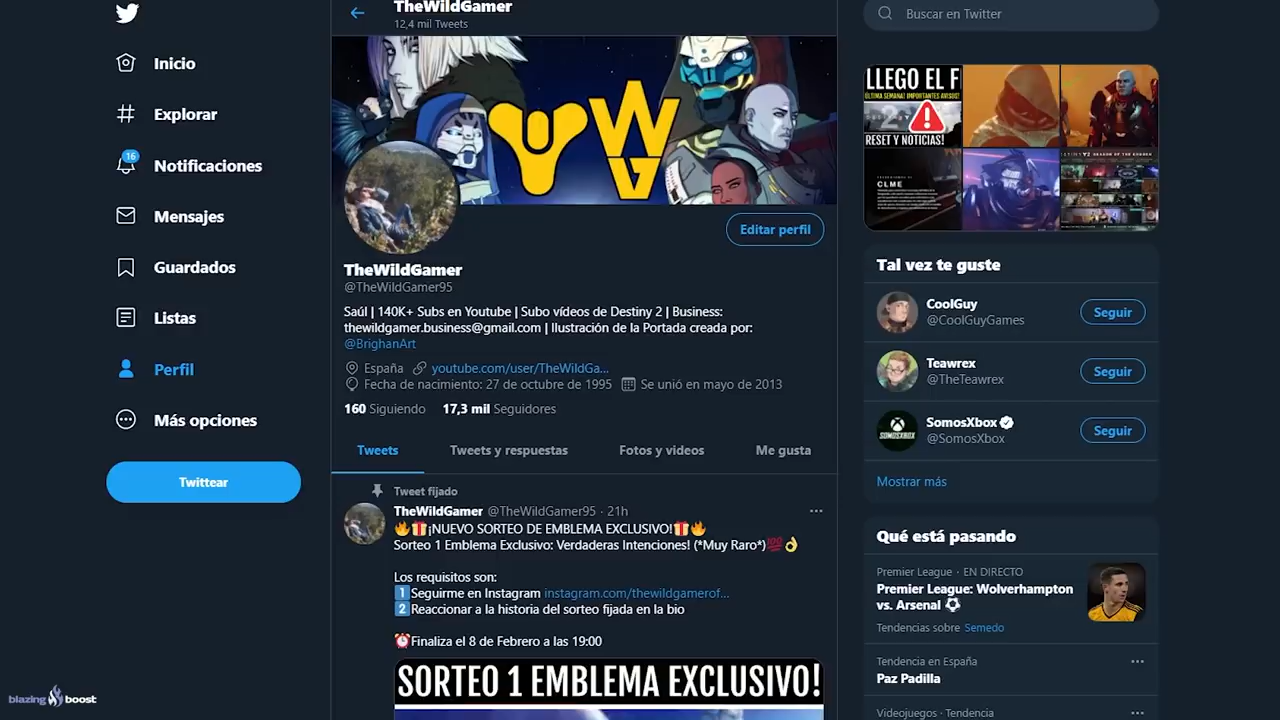 TheWildGamer
12,4 mil Tweets
Buscar en Twitter
Inicio
Explorar
16
Notificaciones
Mensajes
Guardados
Listas
Perfil
Más opciones
Twittear
Editar perfil
TheWildGamer
@TheWildGamer95
Saúl | 140K+ Subs en Youtube | Subo vídeos de Destiny 2 | Business:
thewildgamer.business@gmail.com | Ilustración de la Portada creada por:
@BrighanArt
España youtube.com/user/TheWildGa...
Fecha de nacimiento: 27 de octubre de 1995 Se unió en mayo de 2013
160 Siguiendo 17,3 mil Seguidores
Tweets Tweets y respuestas Fotos y videos Me gusta
Tweet fijado
TheWildGamer @TheWildGamer95 · 21h
🔥🎁¡NUEVO SORTEO DE EMBLEMA EXCLUSIVO!🎁🔥
Sorteo 1 Emblema Exclusivo: Verdaderas Intenciones! (*Muy Raro*)💯👌
Los requisitos son:
1️⃣Seguirme en Instagram instagram.com/thewildgamerof...
2️⃣Reaccionar a la historia del sorteo fijada en la bio
⏰Finaliza el 8 de Febrero a las 19:00
SORTEO 1 EMBLEMA EXCLUSIVO!
LLEGO EL F
ÚLTIMA SEMANA! IMPORTANTES AVISOS!
RESET Y NOTICIAS!
CLME
Tal vez te guste
CoolGuy
@CoolGuyGames
Seguir
Teawrex
@TheTeawrex
Seguir
SomosXbox
@SomosXbox
Seguir
SOMOSXBOX
Mostrar más
Qué está pasando
Premier League · EN DIRECTO
Premier League: Wolverhampton
vs. Arsenal ⚽
Tendencias sobre Semedo
Tendencia en España
Paz Padilla
Videojuegos · Tendencia
blazing boost